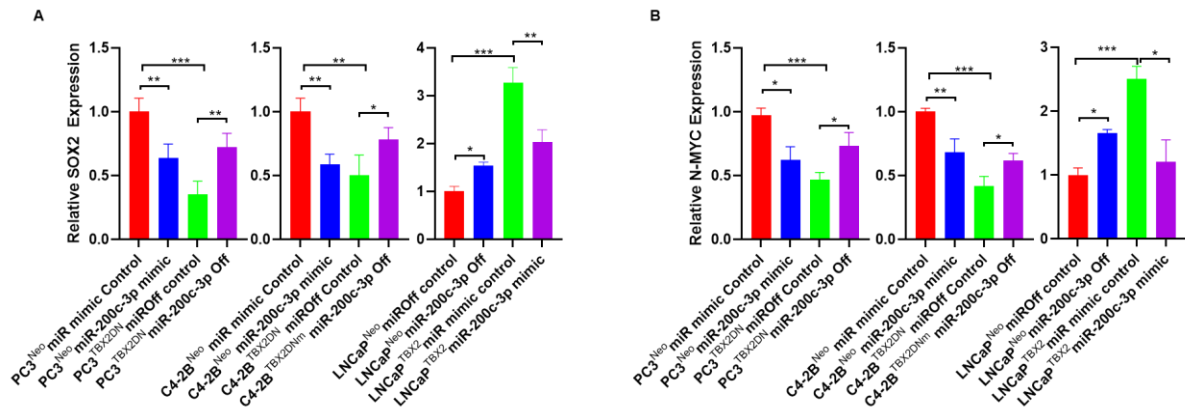 A
Relative SOX2 Expression
1.5
1.0
0.5
0.0
***
**
**
PC3Neo miR mimic Control
PC3Neo miR-200c-3p mimic
PC3TBX2DN miROff Control
PC3TBX2DN miR-200c-3p Off
1.5
1.0
0.5
0.0
**
**
*
C4-2BNeo miR mimic Control
C4-2BNeo miR-200c-3p mimic
C4-2BTBX2DN miROff Control
C4-2BTBX2DNm miR-200c-3p Off
4
3
2
1
0
***
**
*
LNCaPNeo miROff control
LNCaPNeo miR-200c-3p Off
LNCaPTBX2 miR mimic control
LNCaPTBX2 miR-200c-3p mimic
B
Relative N-MYC Expression
1.5
1.0
0.5
0.0
***
*
*
PC3Neo miR mimic Control
PC3Neo miR-200c-3p mimic
PC3TBX2DN miROff Control
PC3TBX2DN miR-200c-3p Off
1.5
1.0
0.5
0.0
***
**
*
C4-2BNeo miR mimic Control
C4-2BNeo miR-200c-3p mimic
C4-2BTBX2DN miROff Control
C4-2BTBX2DNm miR-200c-3p Off
3
2
1
0
***
*
*
LNCaPNeo miROff control
LNCaPNeo miR-200c-3p Off
LNCaPTBX2 miR mimic Control
LNCaPTBX2 miR-200c-3p mimic